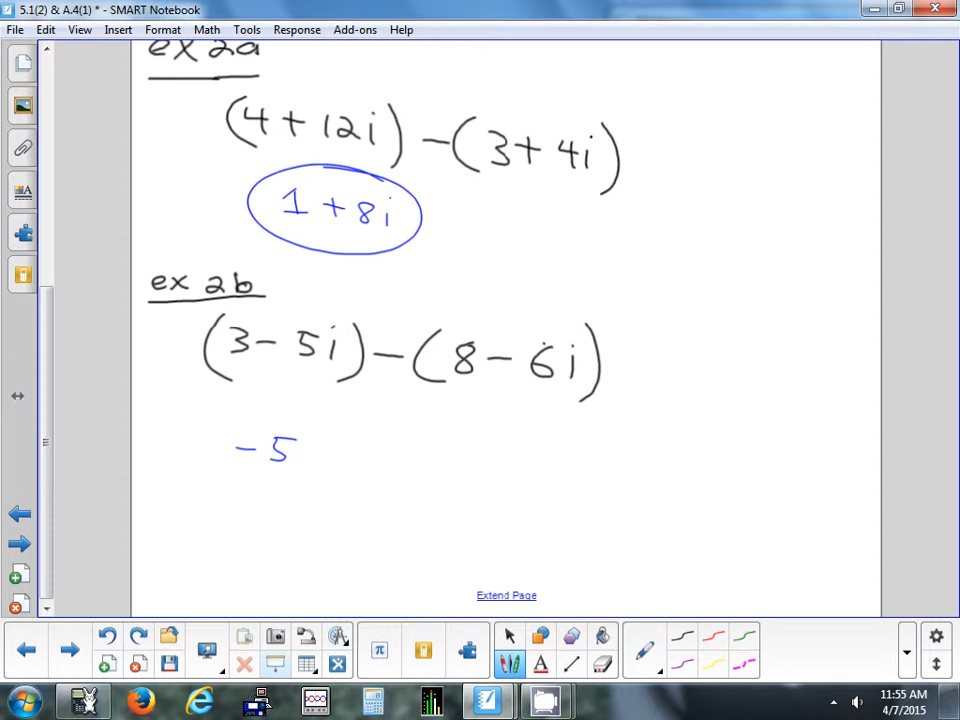 5.1(2) & A.4(1) * - SMART Notebook
File Edit View Insert Format Math Tools Response Add-ons Help
ex 2a
(4 + 12i) - (3 + 4i)
1 + 8i
ex 2b
(3 - 5i) - (8 - 6i)
- 5
Extend Page
11:55 AM
4/7/2015